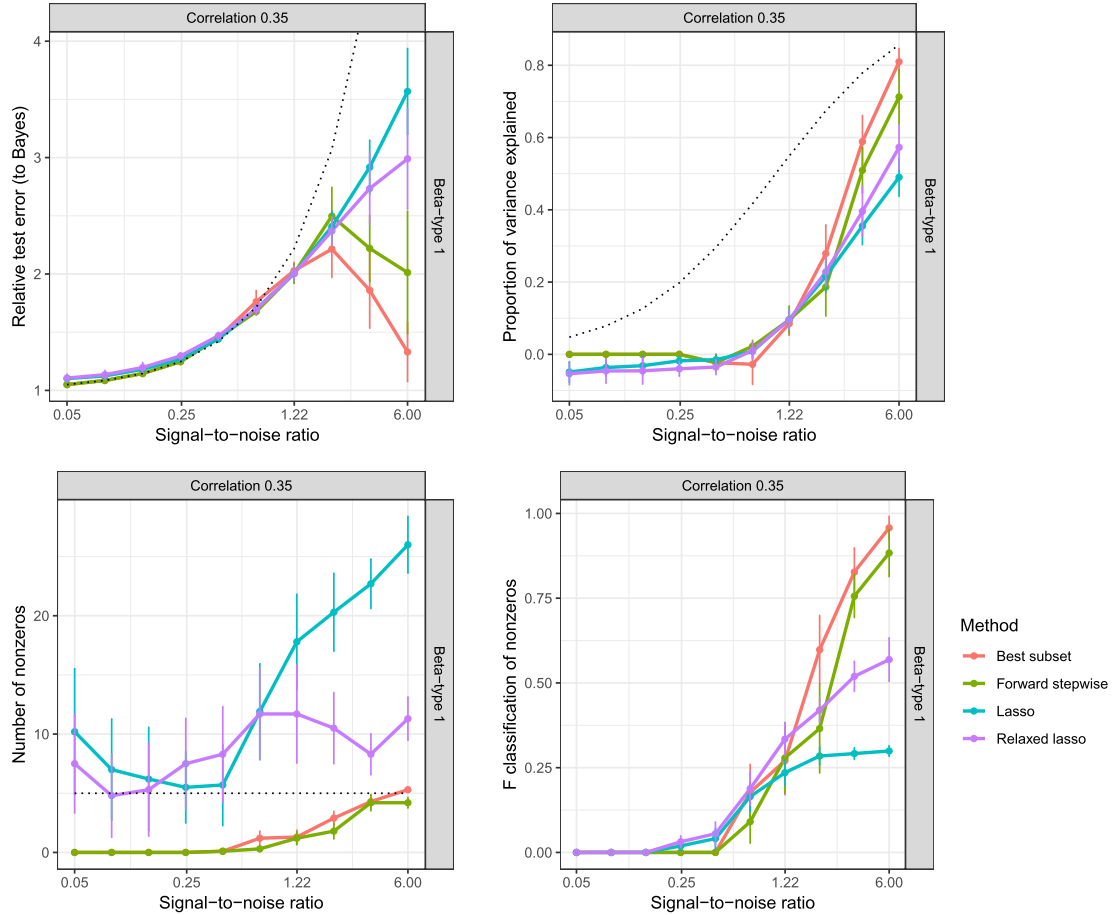 Correlation 0.35
Relative test error (to Bayes)
4
3
2
1
Beta−type 1
0.05
0.25
1.22
6.00
Signal−to−noise ratio
Correlation 0.35
Proportion of variance explained
0.8
0.6
0.4
0.2
0.0
Beta−type 1
0.05
0.25
1.22
6.00
Signal−to−noise ratio
Correlation 0.35
Number of nonzeros
20
10
0
Beta−type 1
0.05
0.25
1.22
6.00
Signal−to−noise ratio
Correlation 0.35
F classification of nonzeros
1.00
0.75
0.50
0.25
0.00
Beta−type 1
0.05
0.25
1.22
6.00
Signal−to−noise ratio
Method
Best subset
Forward stepwise
Lasso
Relaxed lasso